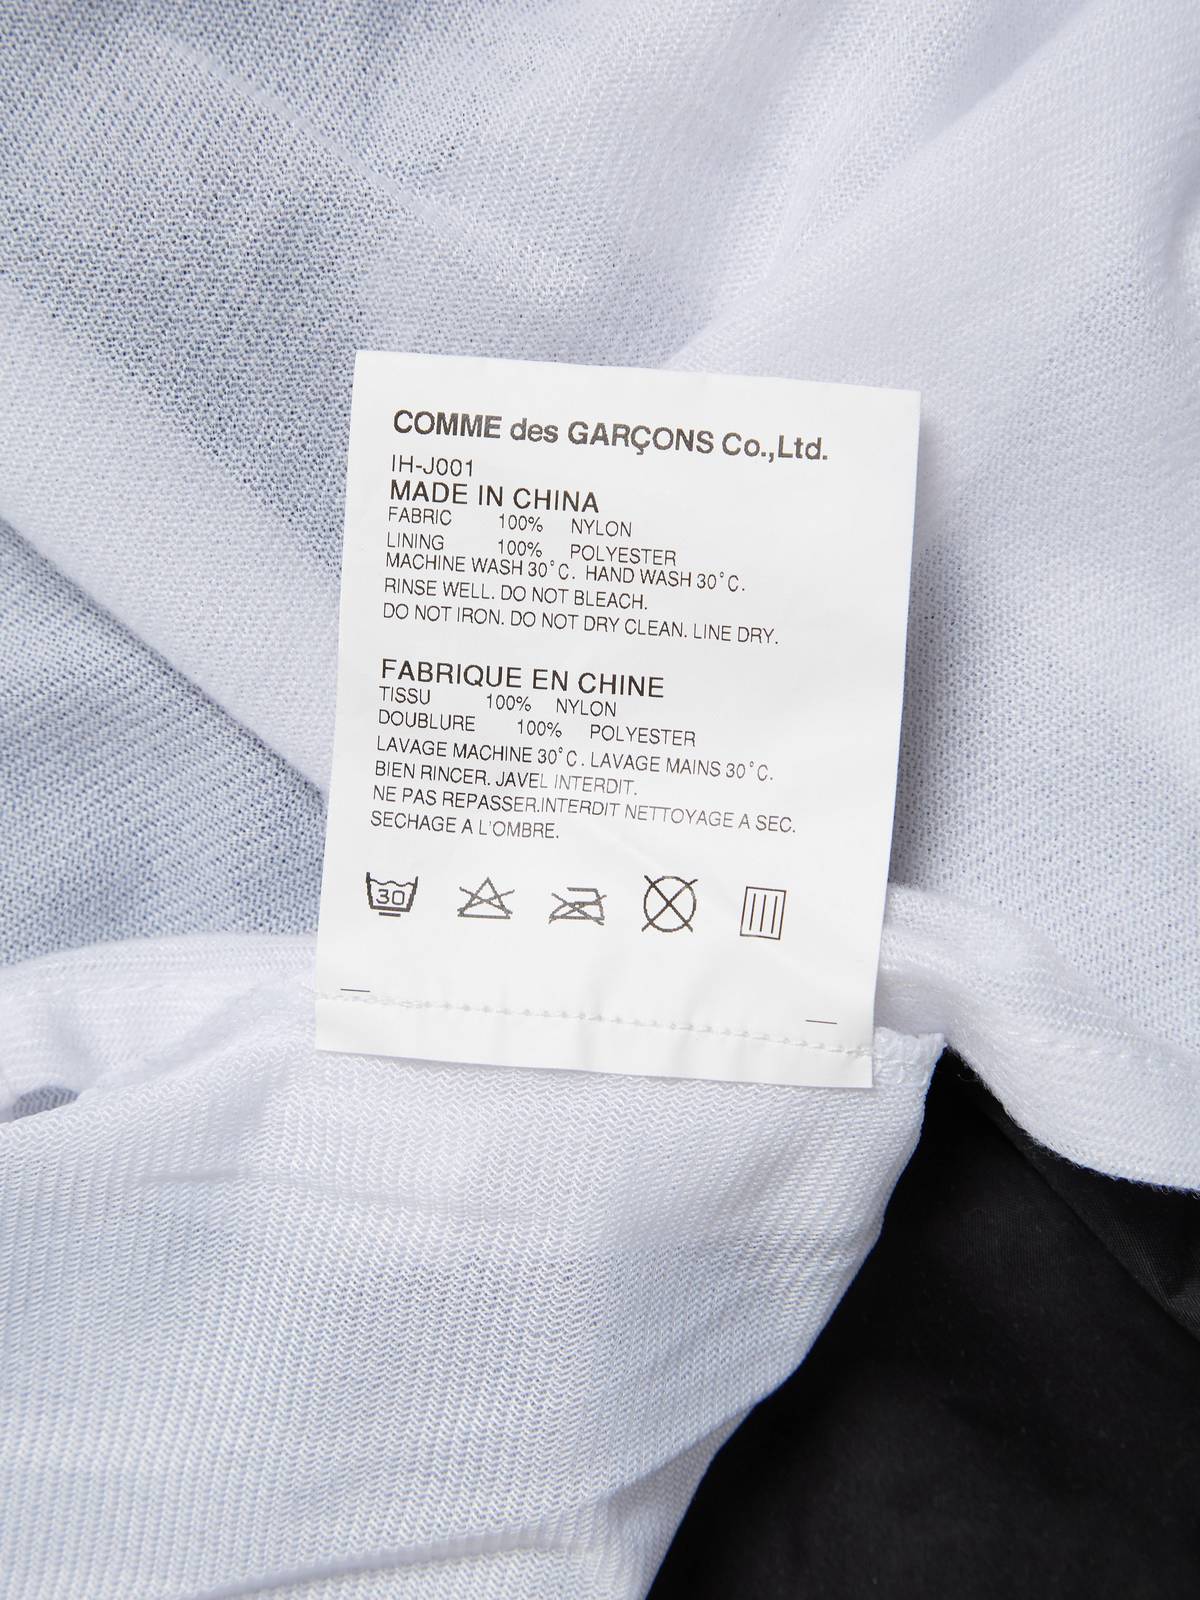 COMME des GARÇONS Co.,Ltd.
IH-J001
MADE IN CHINA
FABRIC 100% NYLON
LINING 100% POLYESTER
MACHINE WASH 30°C. HAND WASH 30°C.
RINSE WELL. DO NOT BLEACH.
DO NOT IRON. DO NOT DRY CLEAN. LINE DRY.
FABRIQUE EN CHINE
TISSU 100% NYLON
DOUBLURE 100% POLYESTER
LAVAGE MACHINE 30°C. LAVAGE MAINS 30°C.
BIEN RINCER. JAVEL INTERDIT.
NE PAS REPASSER.INTERDIT NETTOYAGE A SEC.
SECHAGE A L'OMBRE.
30